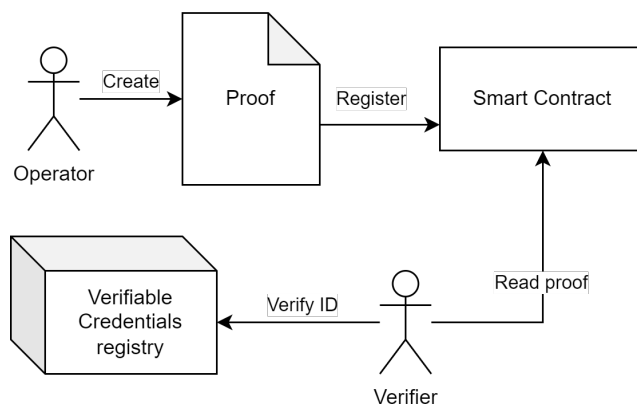 Create
Proof
Register
Smart Contract
Operator
Verifiable
Credentials
registry
Verify ID
Read proof
Verifier